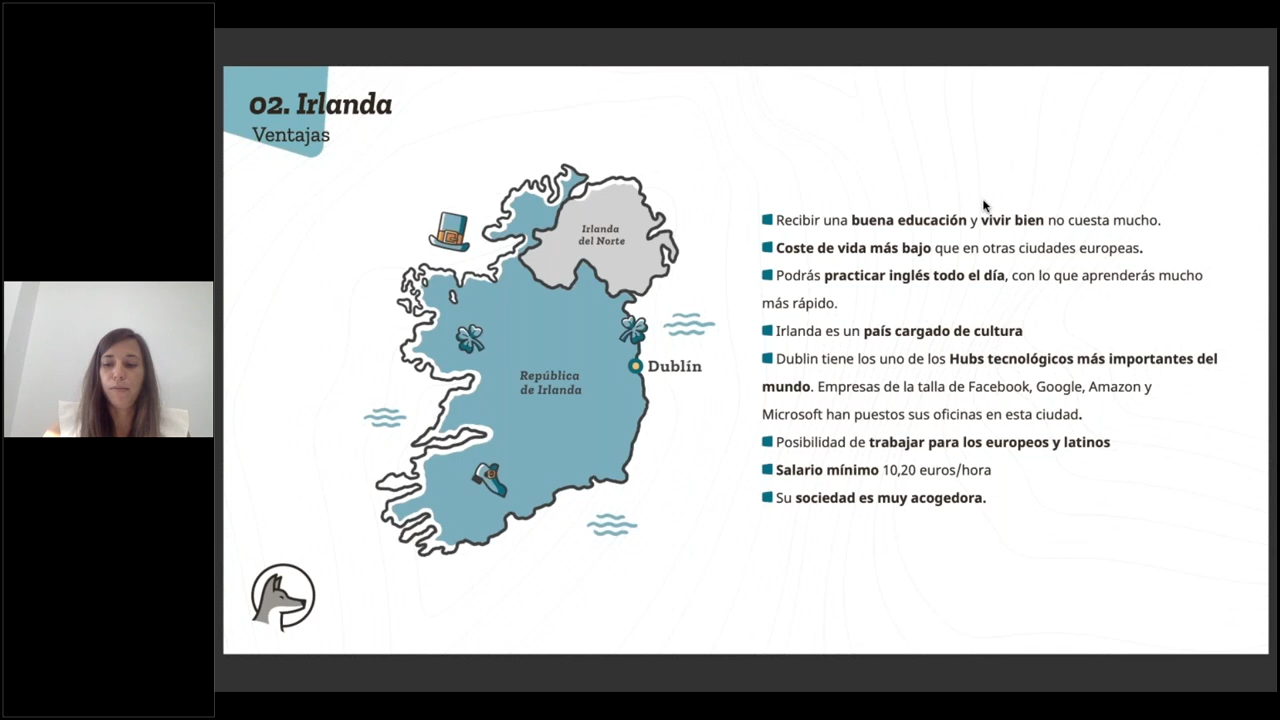 02. Irlanda
Ventajas
Irlanda
del Norte
Dublín
República
de Irlanda
Recibir una buena educación y vivir bien no cuesta mucho.
Coste de vida más bajo que en otras ciudades europeas.
Podrás practicar inglés todo el día, con lo que aprenderás mucho
más rápido.
Irlanda es un país cargado de cultura
Dublin tiene los uno de los Hubs tecnológicos más importantes del
mundo. Empresas de la talla de Facebook, Google, Amazon y
Microsoft han puestos sus oficinas en esta ciudad.
Posibilidad de trabajar para los europeos y latinos
Salario mínimo 10,20 euros/hora
Su sociedad es muy acogedora.